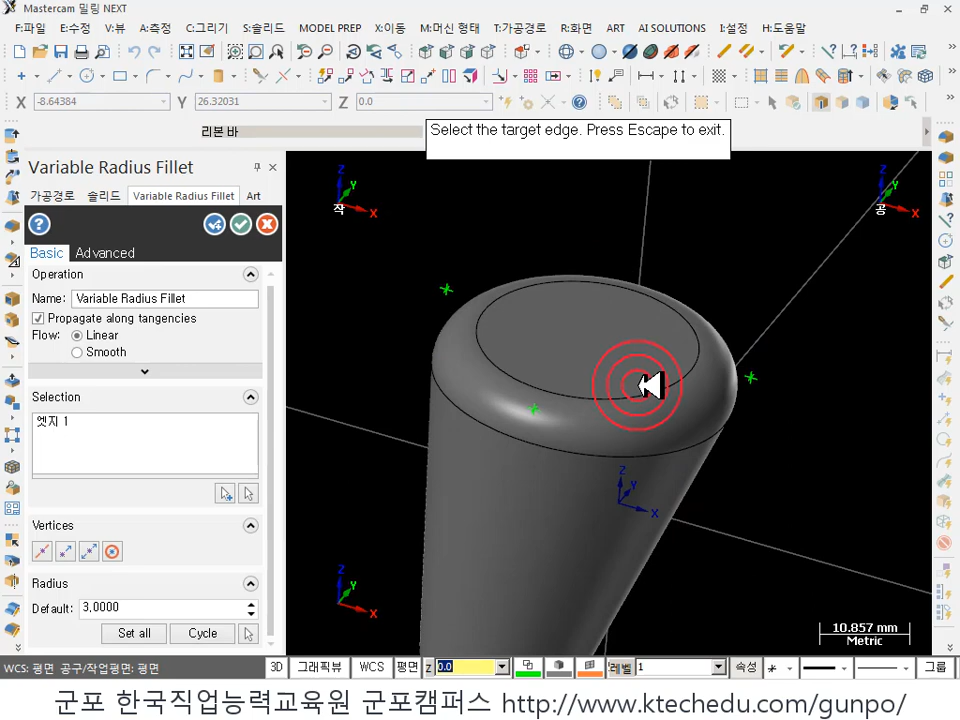 Mastercam 밀링 NEXT
F:파일 E:수정 V:뷰 A:측정 C:그리기 S:솔리드 MODEL PREP X:이동 M:머신 형태 T:가공경로 R:화면 ART AI SOLUTIONS I:설정 H:도움말
X -8.64384 Y 26.32031 Z 0.0
리본 바
Select the target edge. Press Escape to exit.
Variable Radius Fillet
가공경로 솔리드 Variable Radius Fillet Art
Basic Advanced
Operation
Name: Variable Radius Fillet
Propagate along tangencies
Flow: Linear
Smooth
Selection
엣지 1
Vertices
Radius
Default: 3,0000
Set all Cycle
Z Y X 작
Z Y X 공
Z Y X
Z Y X
10.857 mm
Metric
WCS: 평면 공구/작업평면: 평면
3D 그래픽뷰 WCS 평면 Z 0.0 레벨 1 속성 그룹
군포 한국직업능력교육원 군포캠퍼스 http://www.ktechedu.com/gunpo/